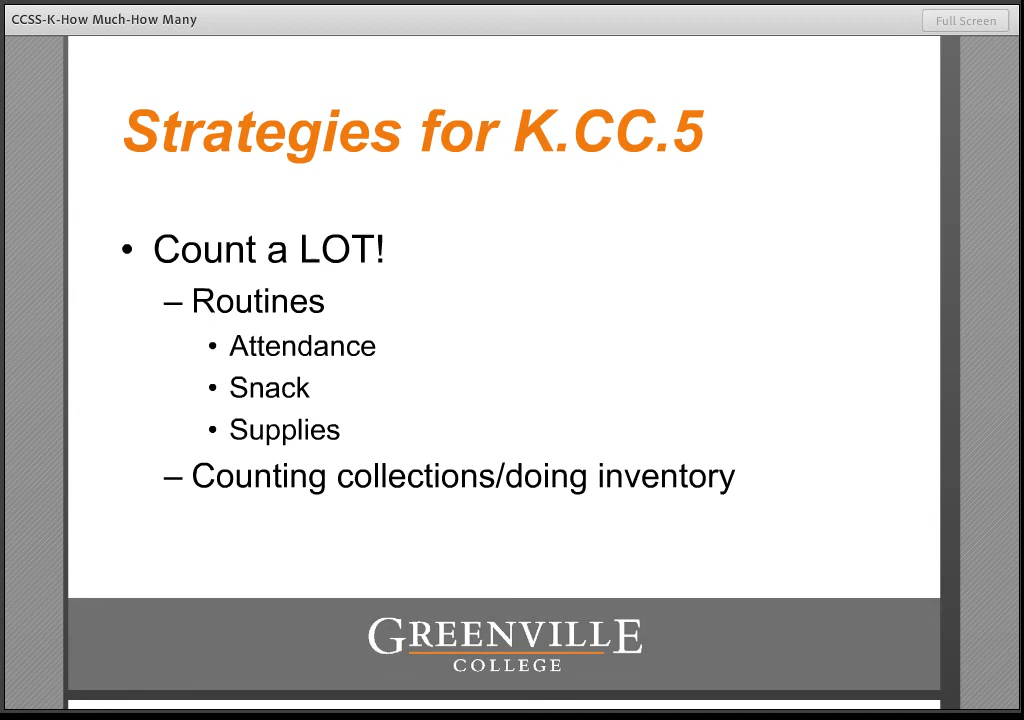 CCSS-K-How Much-How Many
Full Screen
Strategies for K.CC.5
• Count a LOT!
– Routines
• Attendance
• Snack
• Supplies
– Counting collections/doing inventory
GREENVILLE
COLLEGE